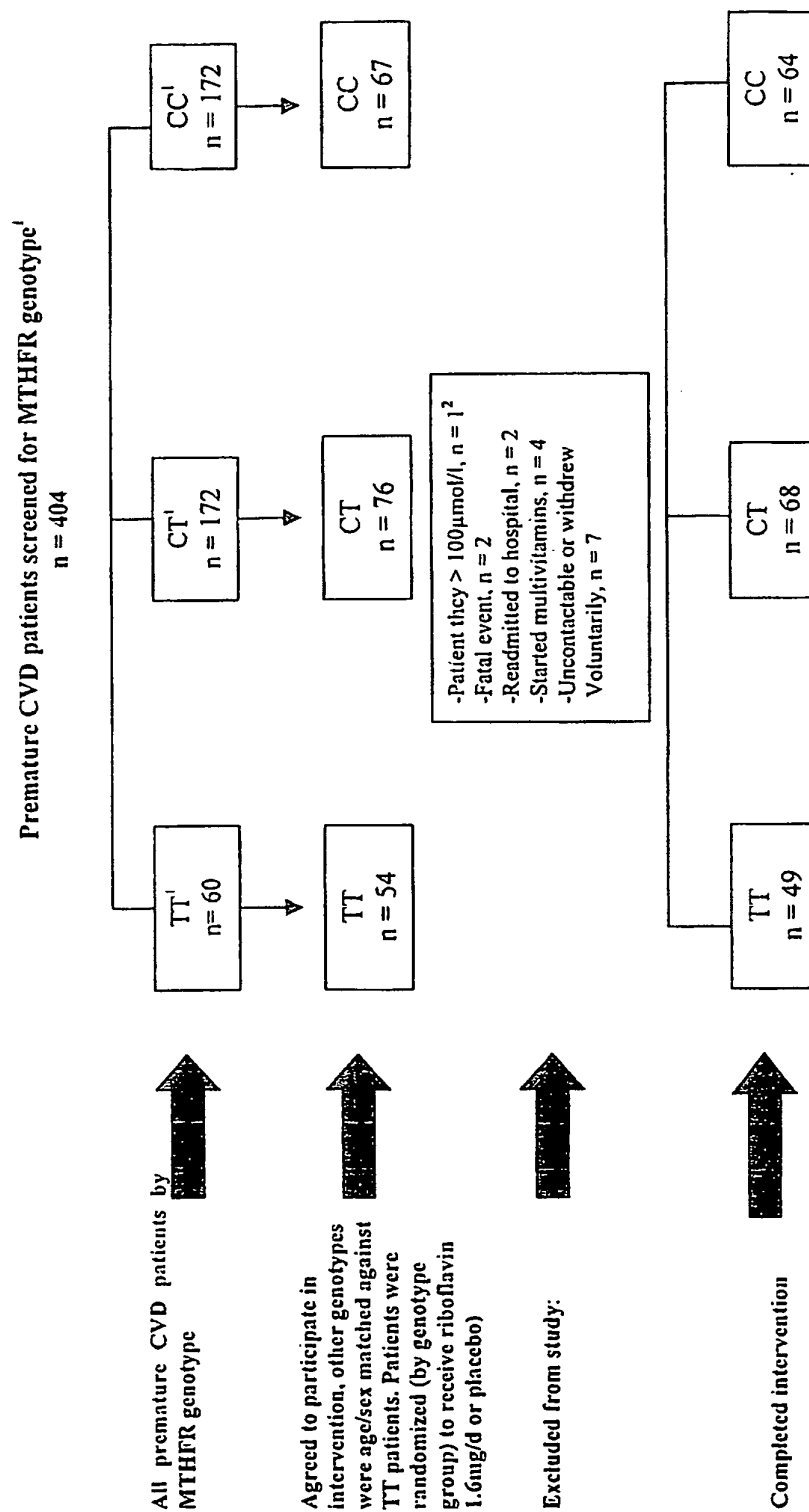 Premature CVD patients screened for MTHFR genotype¹
n = 404
All premature CVD patients by
MTHFR genotype
TT¹
n= 60
CT¹
n = 172
CC¹
n = 172
Agreed to participate in
intervention, other genotypes
were age/sex matched against
TT patients. Patients were
randomized (by genotype
group) to receive riboflavin
1.6mg/d or placebo)
TT
n = 54
CT
n = 76
CC
n = 67
Excluded from study:
-Patient thcy > 100µmol/l, n = 1²
-Fatal event, n = 2
-Readmitted to hospital, n = 2
-Started multivitamins, n = 4
-Uncontactable or withdrew
Voluntarily, n = 7
Completed intervention
TT
n = 49
CT
n = 68
CC
n = 64